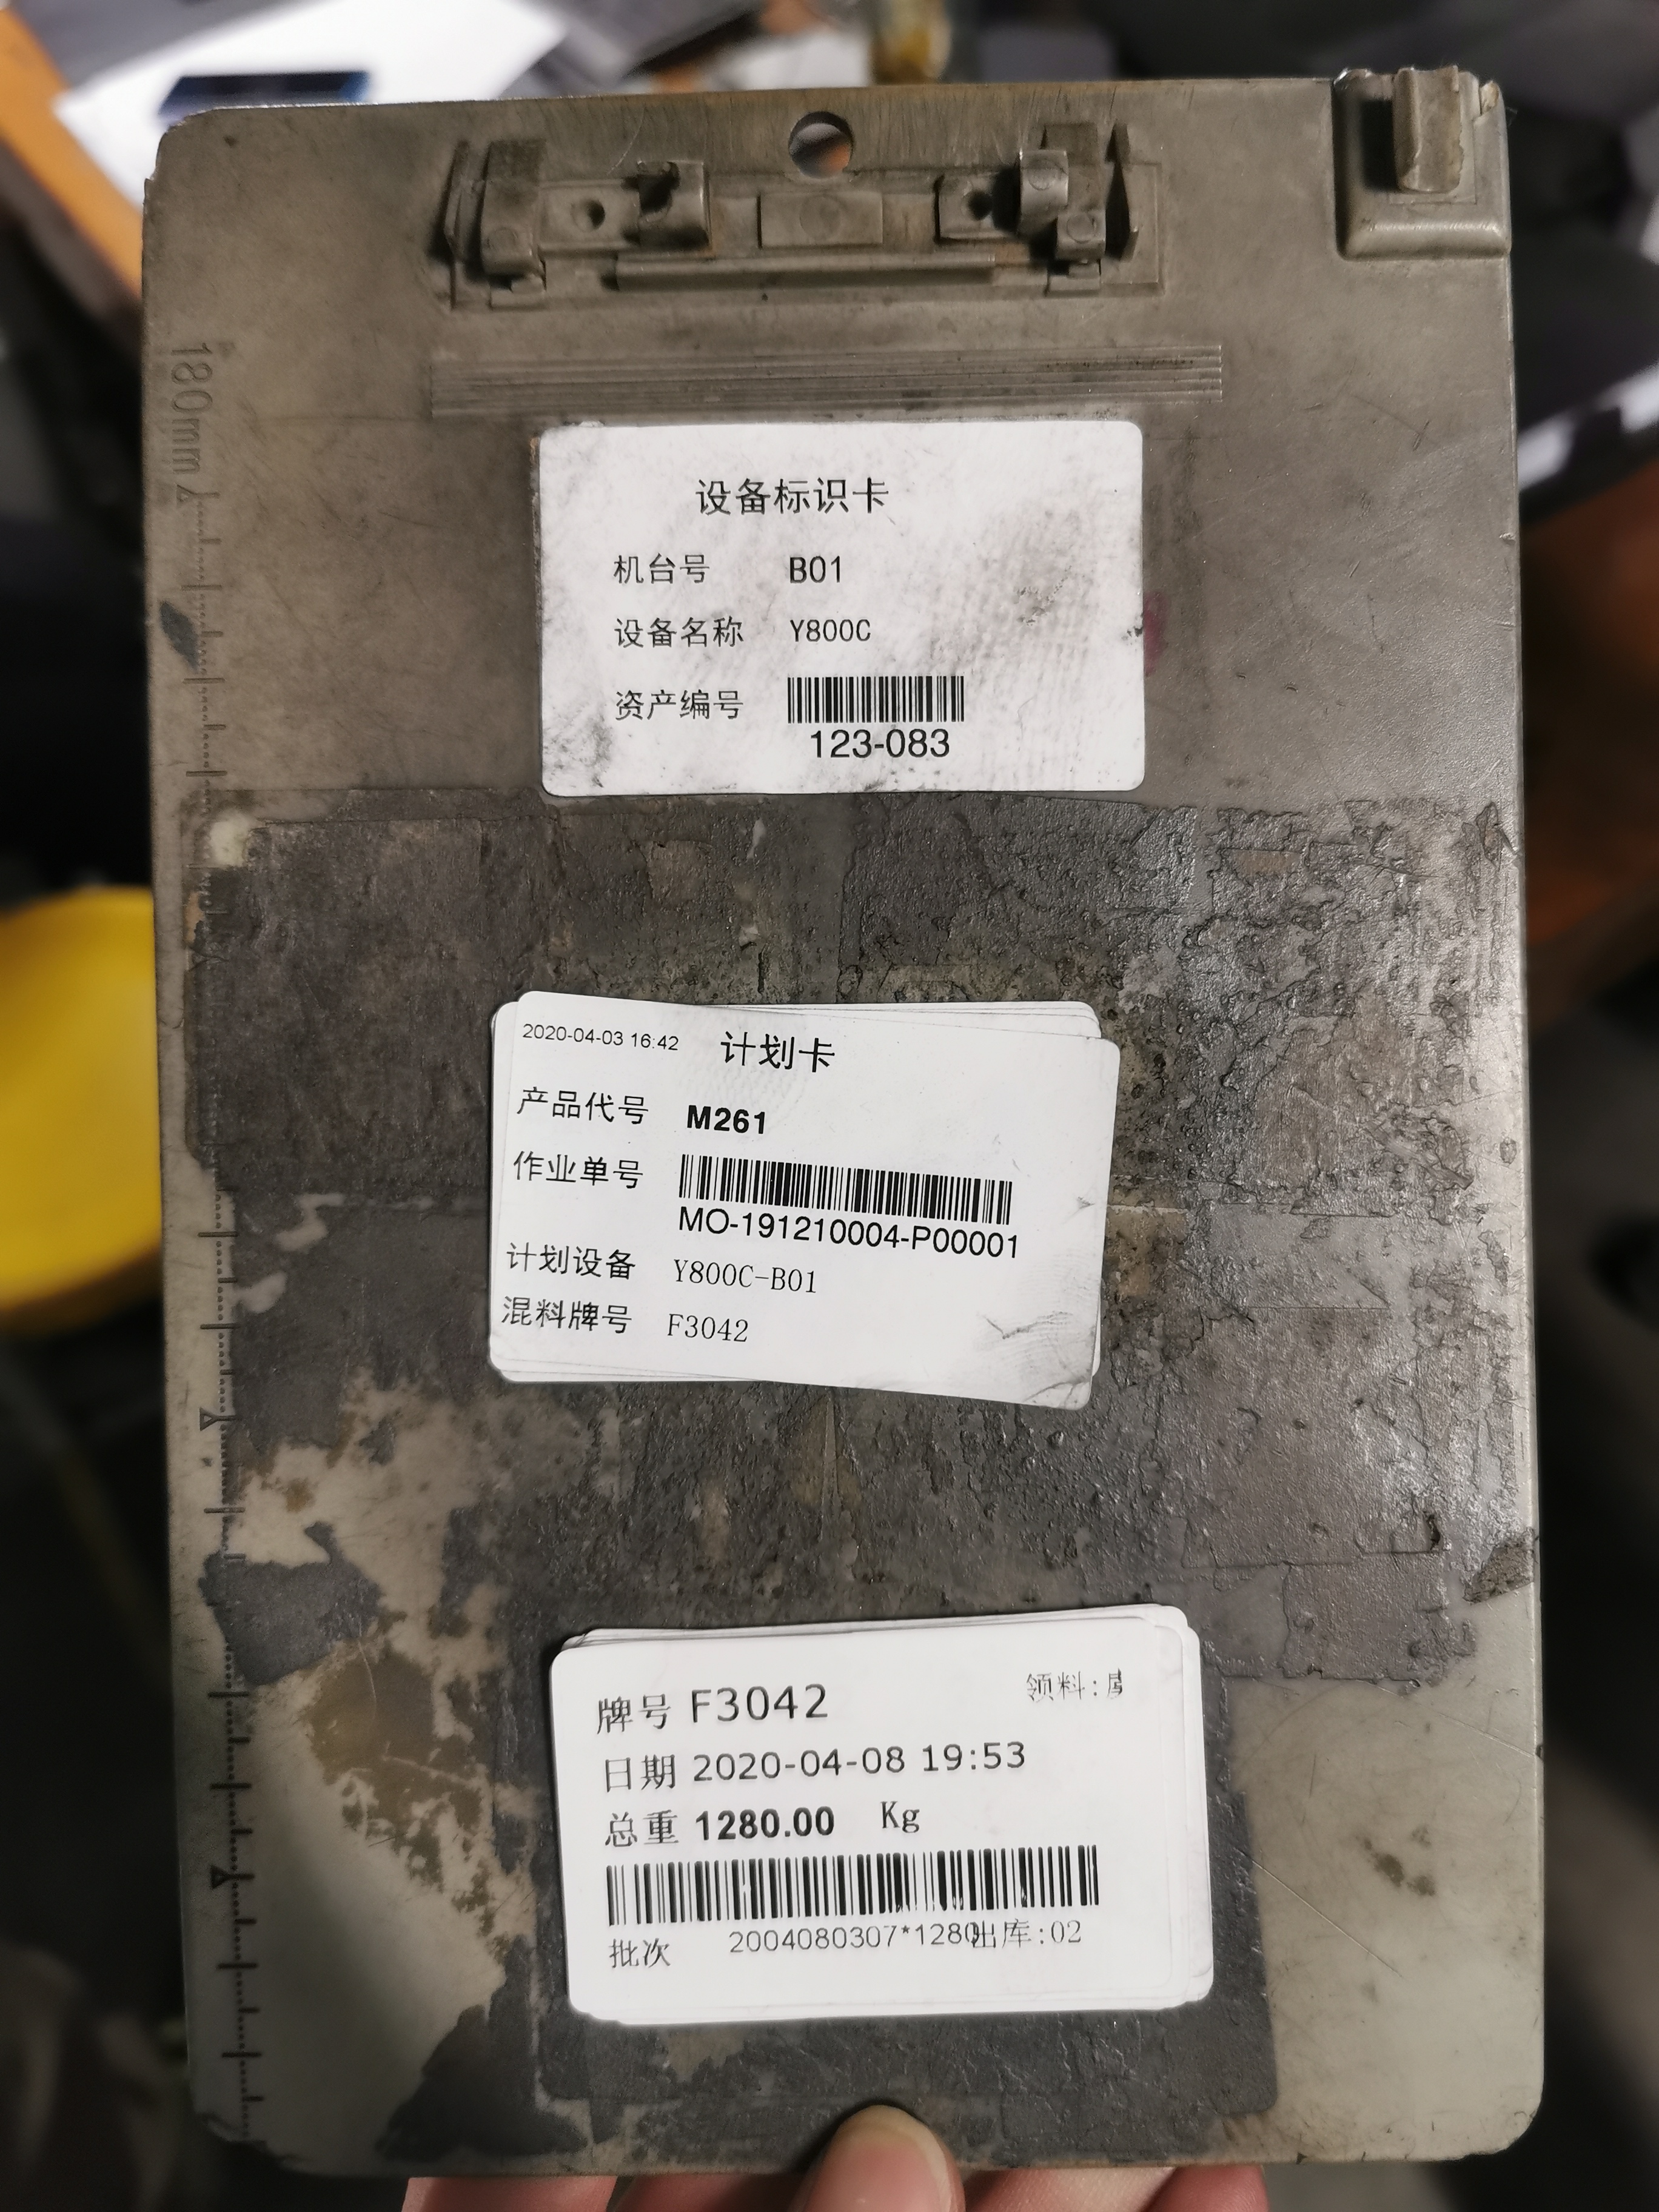 180mm
设备标识卡
机台号 B01
设备名称 Y800C
资产编号
123-083
2020-04-03 16:42 计划卡
产品代号 M261
作业单号
MO-191210004-P00001
计划设备 Y800C-B01
混料牌号 F3042
牌号 F3042 领料:
日期 2020-04-08 19:53
总重 1280.00 Kg
批次 2004080307*1280出库:02